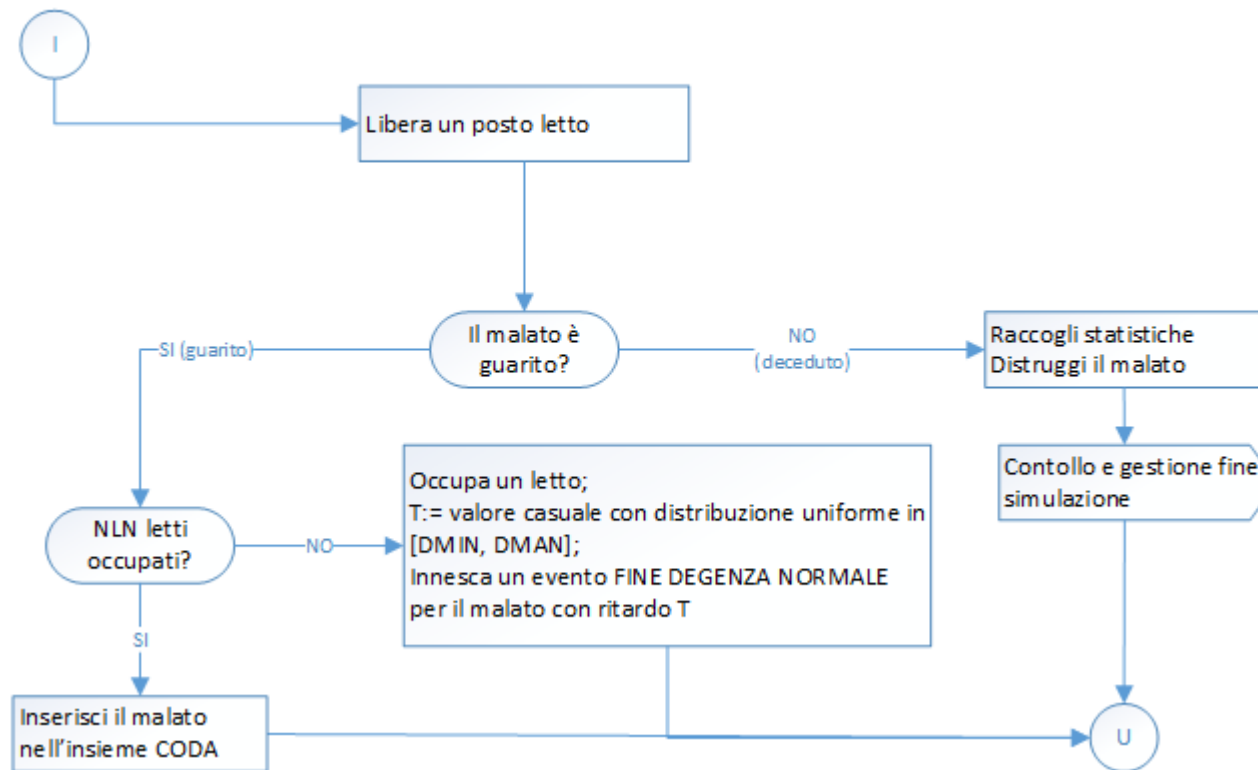 I
Libera un posto letto
Il malato è
guarito?
SI (guarito)
NO
(deceduto)
Raccogli statistiche
Distruggi il malato
Contollo e gestione fine
simulazione
Occupa un letto;
T:= valore casuale con distribuzione uniforme in
[DMIN, DMAN];
Innesca un evento FINE DEGENZA NORMALE
per il malato con ritardo T
NLN letti
occupati?
NO
SI
Inserisci il malato
nell'insieme CODA
U